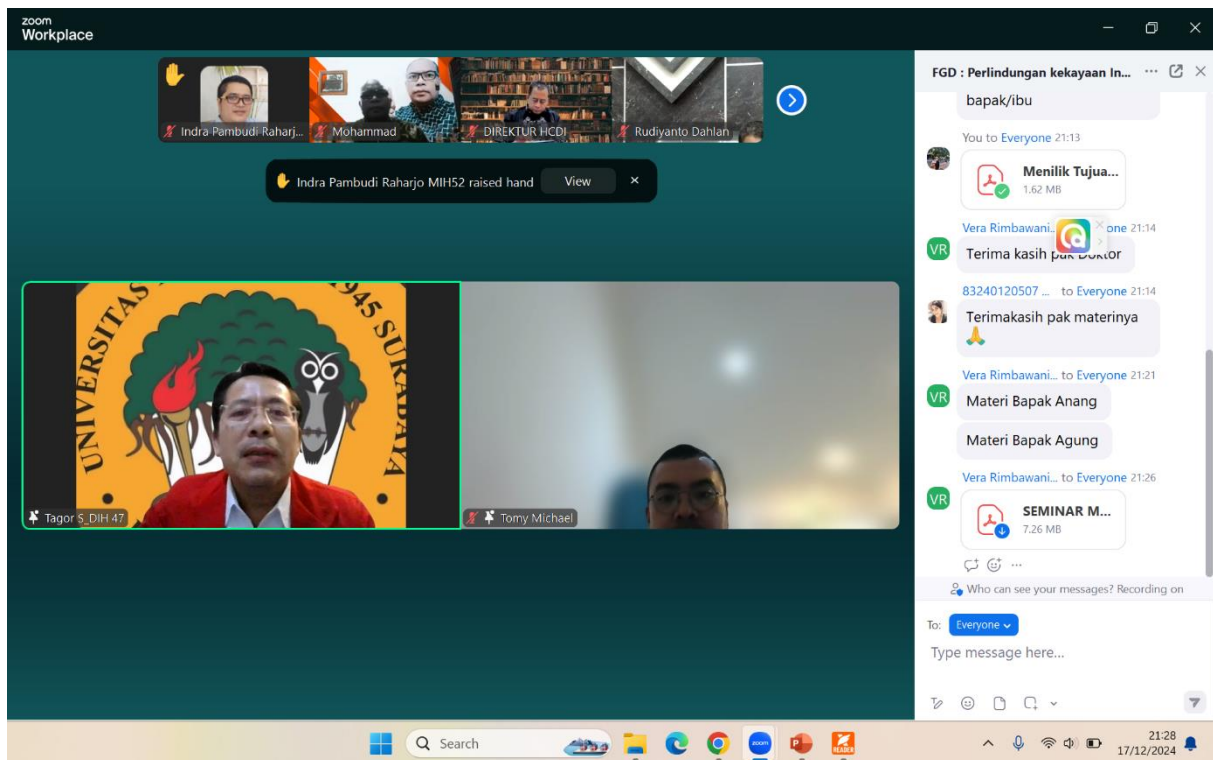 zoom
Workplace
Indra Pambudi Raharj...
Mohammad
DIREKTUR HCDI
Rudiyanto Dahlan
Indra Pambudi Raharjo MIH52 raised hand
View
UNIVERSITAS
1945 SURABAYA
Tagor S_DIH 47
Tomy Michael
FGD : Perlindungan kekayaan In...
bapak/ibu
You to Everyone 21:13
Menilik Tujua...
1.62 MB
Vera Rimbawani... one 21:14
VR
Terima kasih pak Doktor
83240120507 ... to Everyone 21:14
Terimakasih pak materinya
🙏
Vera Rimbawani... to Everyone 21:21
VR
Materi Bapak Anang
Materi Bapak Agung
Vera Rimbawani... to Everyone 21:26
VR
SEMINAR M...
7.26 MB
Who can see your messages? Recording on
To: Everyone
Type message here...
Search
zoom
READER
21:28
17/12/2024